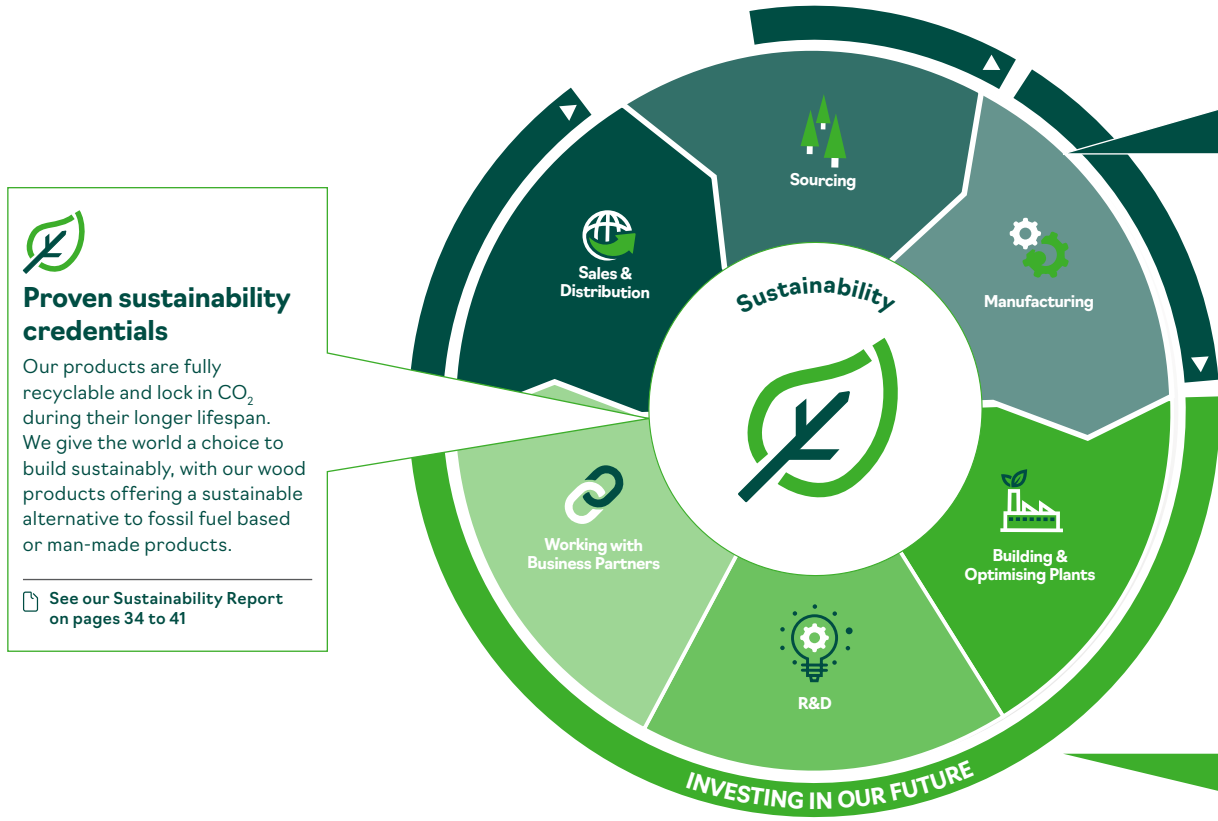 Proven sustainability
credentials
Our products are fully
recyclable and lock in CO₂
during their longer lifespan.
We give the world a choice to
build sustainably, with our wood
products offering a sustainable
alternative to fossil fuel based
or man-made products.
See our Sustainability Report
on pages 34 to 41
Sustainability
Sourcing
Manufacturing
Building &
Optimising Plants
R&D
Working with
Business Partners
Sales &
Distribution
INVESTING IN OUR FUTURE